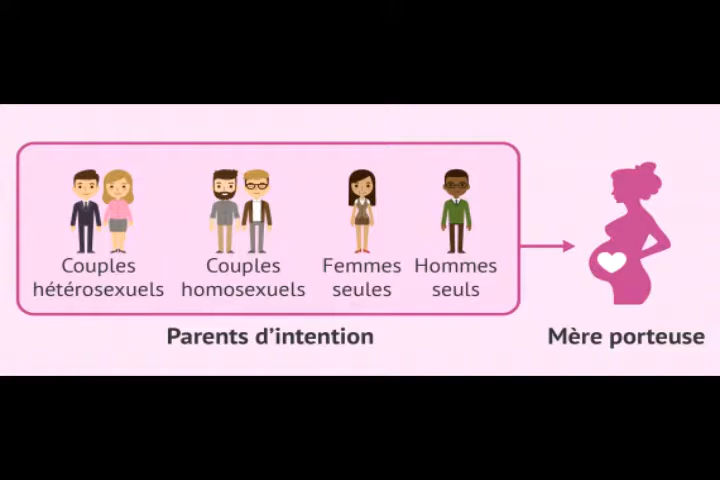 Couples
hétérosexuels
Couples
homosexuels
Femmes
seules
Hommes
seuls
Parents d’intention
Mère porteuse